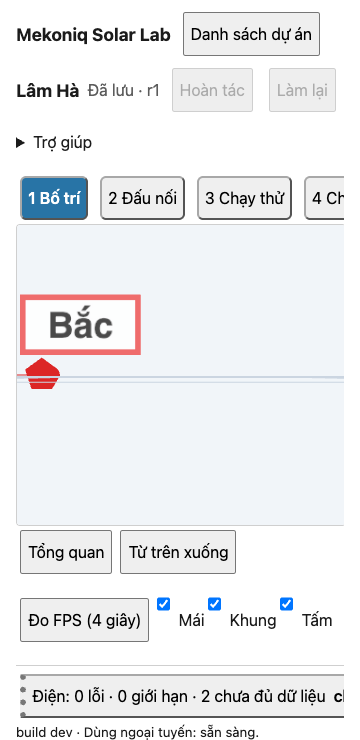 Mekoniq Solar Lab Danh sách dự án
Lâm Hà Đã lưu · r1 Hoàn tác Làm lại
Trợ giúp
1 Bố trí 2 Đấu nối 3 Chạy thử 4
Bắc
Tổng quan Từ trên xuống
Đo FPS (4 giây) Mái Khung Tấm
Điện: 0 lỗi · 0 giới hạn · 2 chưa đủ dữ liệu
build dev · Dùng ngoại tuyến: sẵn sàng.